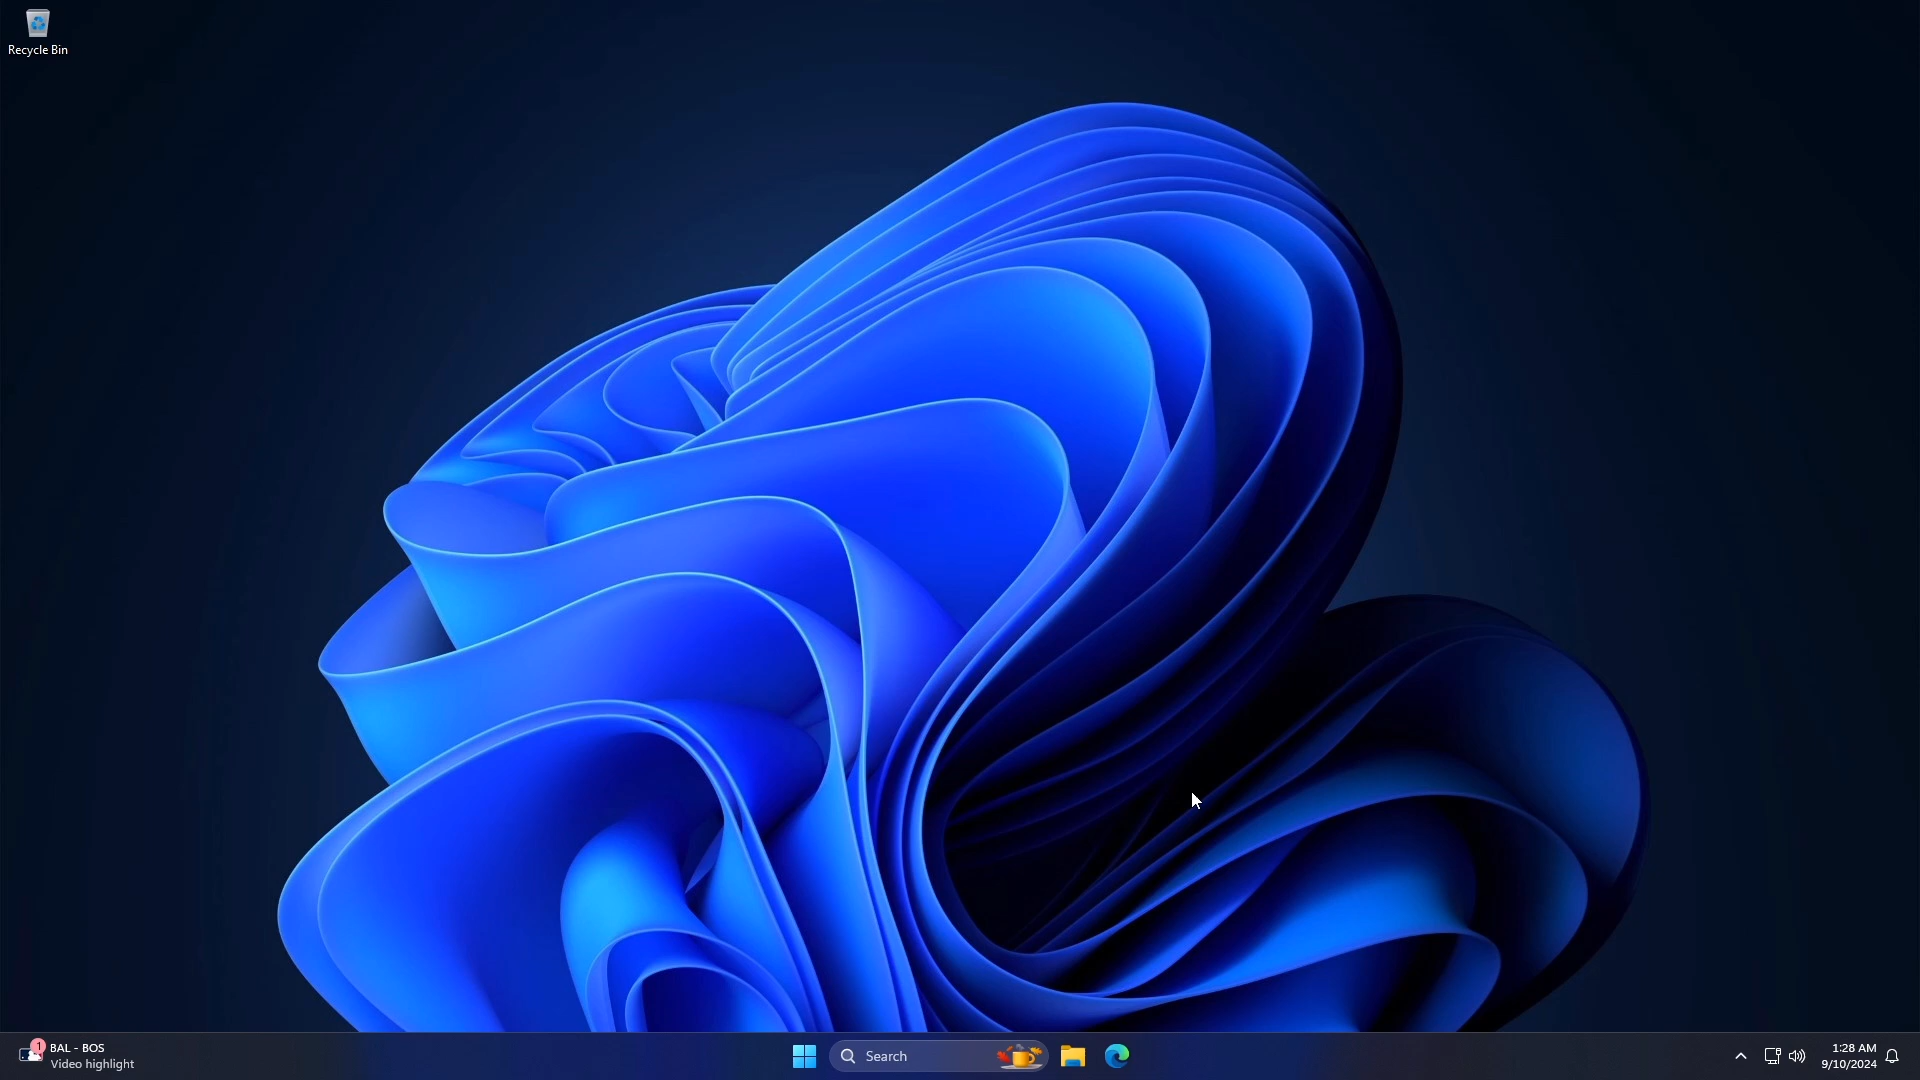 Recycle Bin
1
BAL - BOS
Video highlight
Search
1:28 AM
9/10/2024